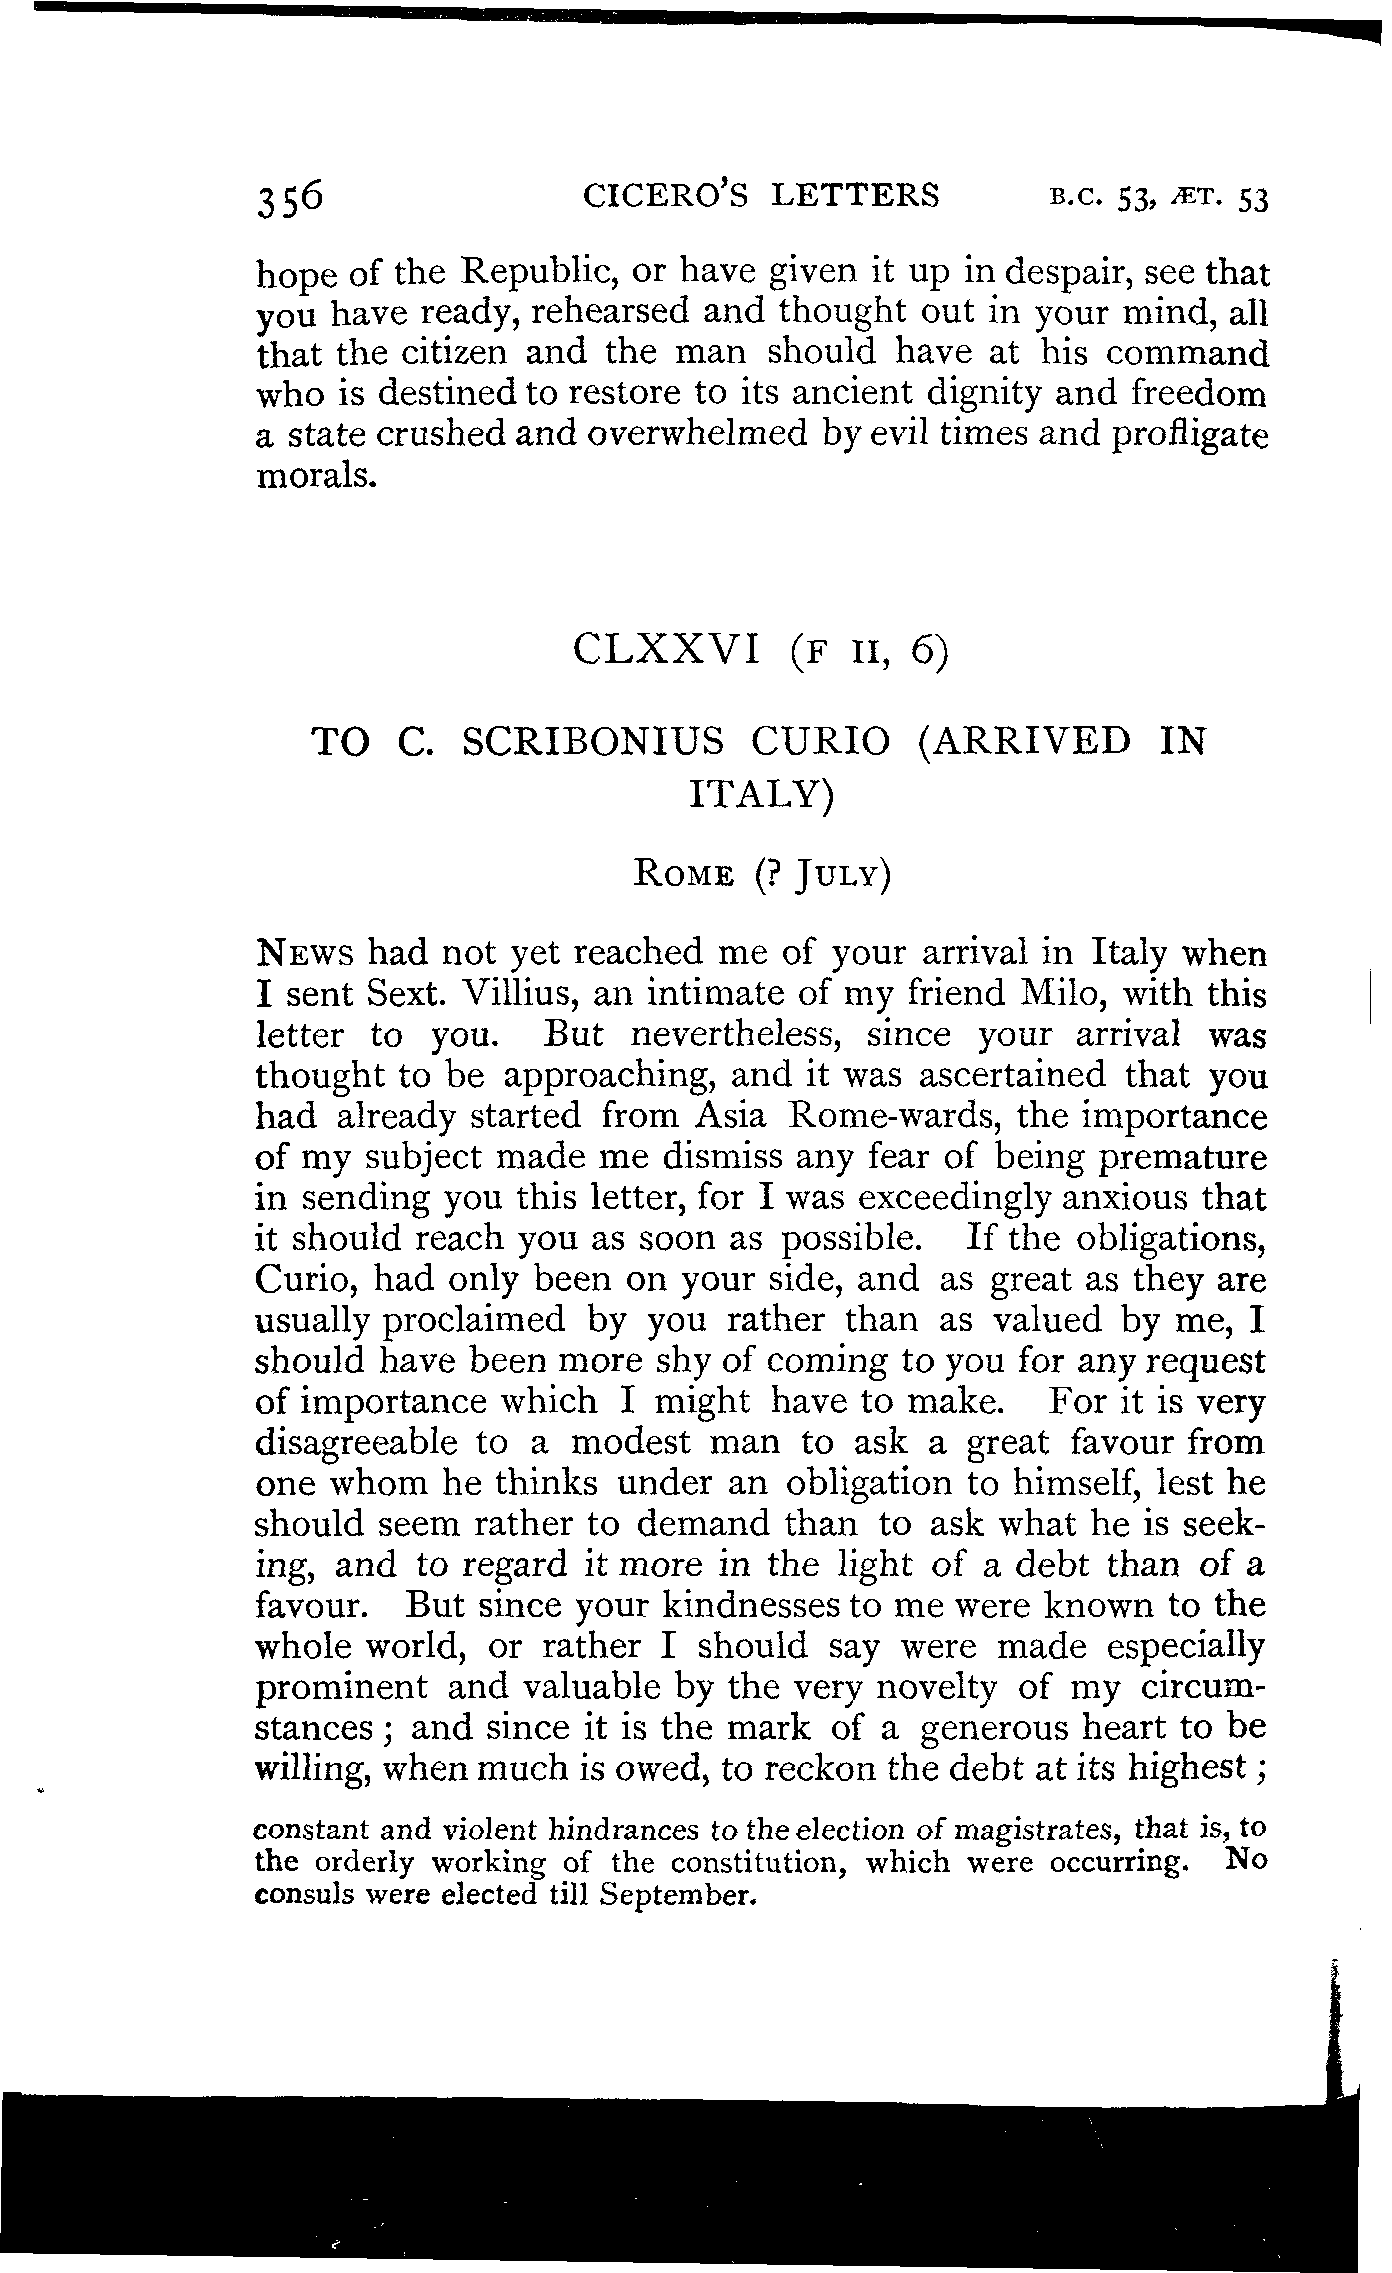 356 CICERO'S LETTERS B.C. 53, ÆT. 53
hope of the Republic, or have given it up in despair, see that
you have ready, rehearsed and thought out in your mind, all
that the citizen and the man should have at his command
who is destined to restore to its ancient dignity and freedom
a state crushed and overwhelmed by evil times and profligate
morals.
CLXXVI (F II, 6)
TO C. SCRIBONIUS CURIO (ARRIVED IN
ITALY)
ROME (? JULY)
NEWS had not yet reached me of your arrival in Italy when
I sent Sext. Villius, an intimate of my friend Milo, with this
letter to you. But nevertheless, since your arrival was
thought to be approaching, and it was ascertained that you
had already started from Asia Rome-wards, the importance
of my subject made me dismiss any fear of being premature
in sending you this letter, for I was exceedingly anxious that
it should reach you as soon as possible. If the obligations,
Curio, had only been on your side, and as great as they are
usually proclaimed by you rather than as valued by me, I
should have been more shy of coming to you for any request
of importance which I might have to make. For it is very
disagreeable to a modest man to ask a great favour from
one whom he thinks under an obligation to himself, lest he
should seem rather to demand than to ask what he is seek-
ing, and to regard it more in the light of a debt than of a
favour. But since your kindnesses to me were known to the
whole world, or rather I should say were made especially
prominent and valuable by the very novelty of my circum-
stances ; and since it is the mark of a generous heart to be
willing, when much is owed, to reckon the debt at its highest ;
constant and violent hindrances to the election of magistrates, that is, to
the orderly working of the constitution, which were occurring. No
consuls were elected till September.